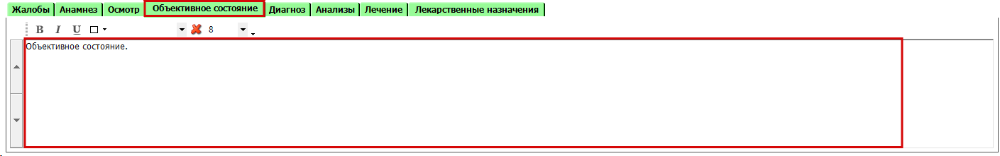 Жалобы Анамнез Осмотр Объективное состояние Диагноз Анализы Лечение Лекарственные назначения
B I U 8
Объективное состояние.